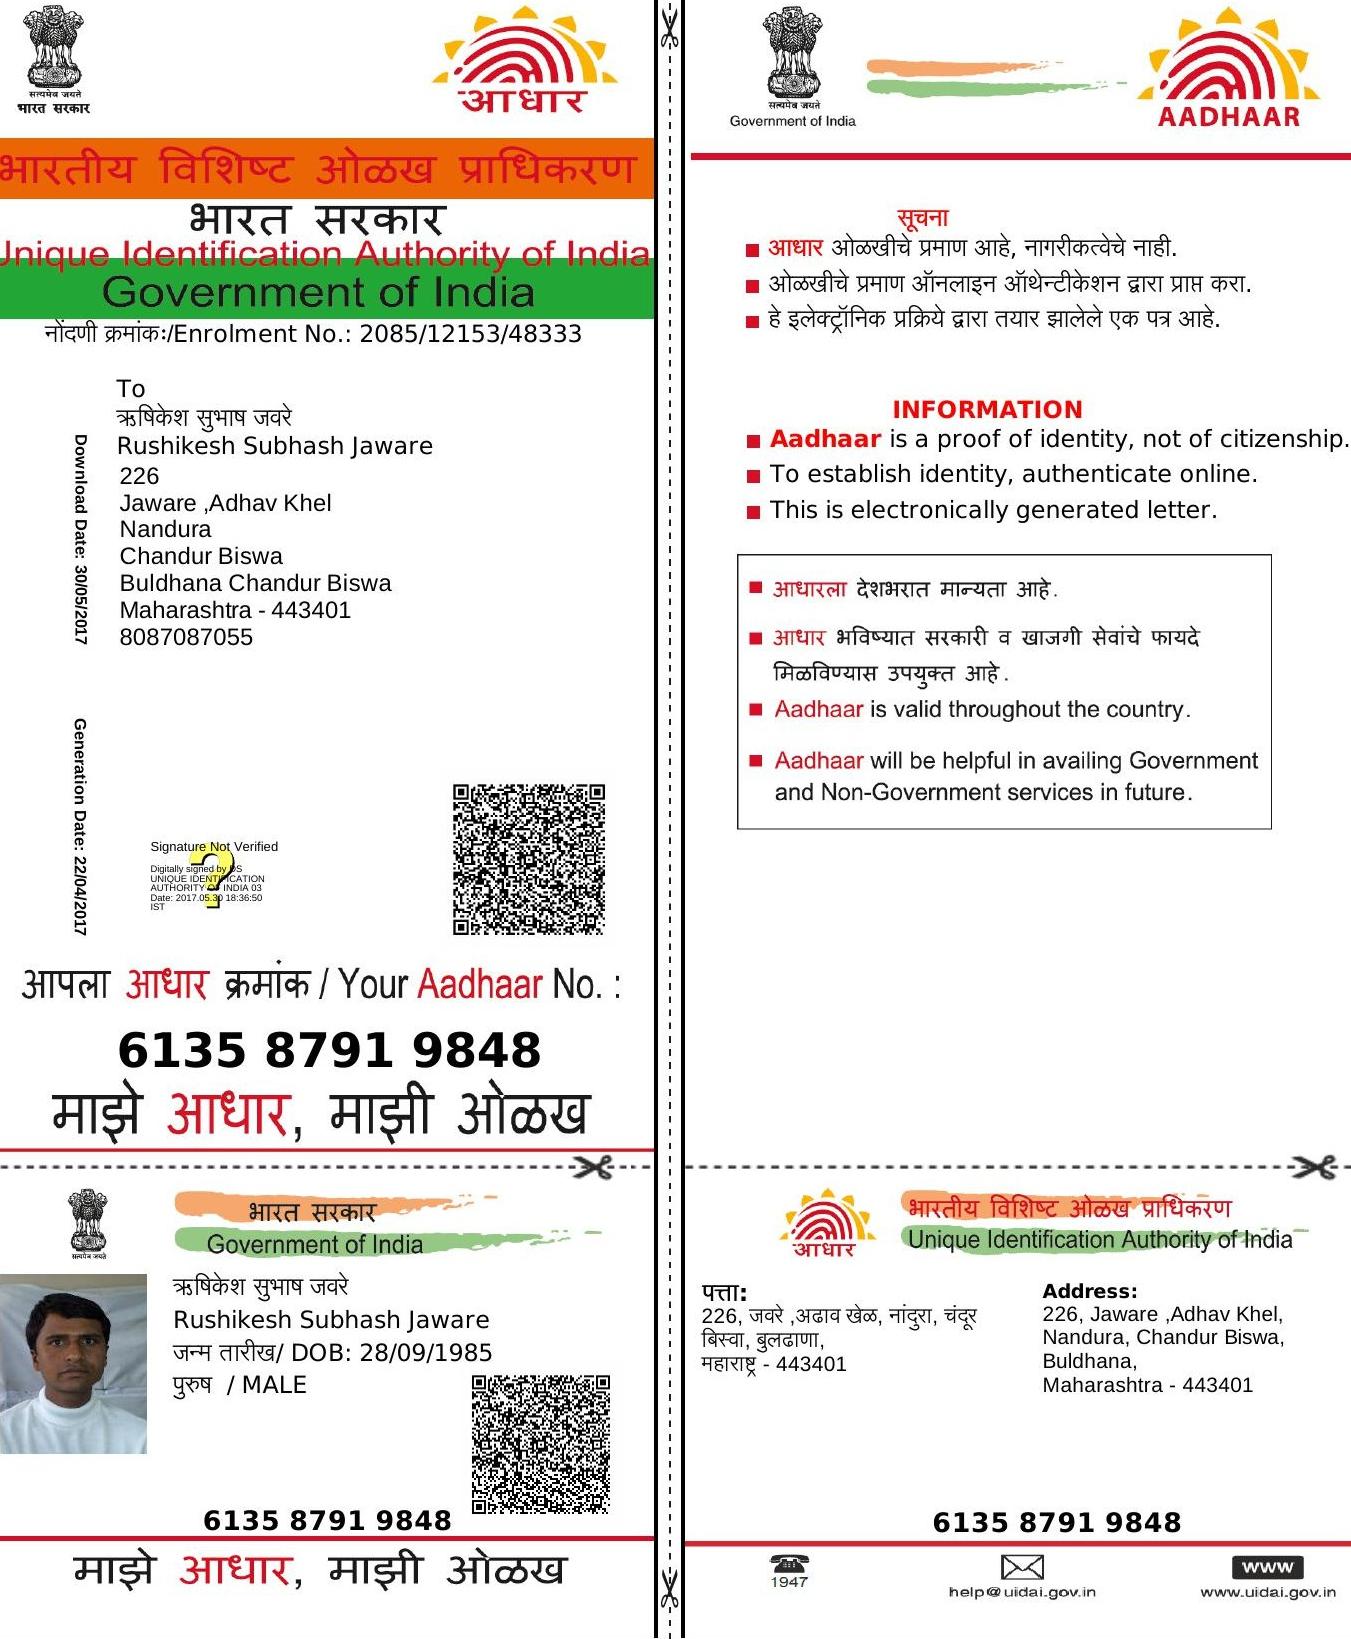 सत्यमेव जयते
भारत सरकार
आधार
भारतीय विशिष्ट ओळख प्राधिकरण
भारत सरकार
Unique Identification Authority of India
Government of India
नोंदणी क्रमांकः/Enrolment No.: 2085/12153/48333
To
ऋषिकेश सुभाष जवरे
Rushikesh Subhash Jaware
226
Jaware ,Adhav Khel
Nandura
Chandur Biswa
Buldhana Chandur Biswa
Maharashtra - 443401
8087087055
Download Date: 30/05/2017
Generation Date: 22/04/2017
Signature Not Verified
Digitally signed by DS
UNIQUE IDENTIFICATION
AUTHORITY OF INDIA 03
Date: 2017.05.30 18:36:50
IST
आपला आधार क्रमांक / Your Aadhaar No. :
6135 8791 9848
माझे आधार, माझी ओळख
सत्यमेव जयते
Government of India
AADHAAR
सूचना
आधार ओळखीचे प्रमाण आहे, नागरीकत्वेचे नाही.
ओळखीचे प्रमाण ऑनलाइन ऑथेन्टीकेशन द्वारा प्राप्त करा.
हे इलेक्ट्रॉनिक प्रक्रिये द्वारा तयार झालेले एक पत्र आहे.
INFORMATION
Aadhaar is a proof of identity, not of citizenship.
To establish identity, authenticate online.
This is electronically generated letter.
आधारला देशभरात मान्यता आहे.
आधार भविष्यात सरकारी व खाजगी सेवांचे फायदे
मिळविण्यास उपयुक्त आहे.
Aadhaar is valid throughout the country.
Aadhaar will be helpful in availing Government
and Non-Government services in future.
सत्यमेव जयते
भारत सरकार
Government of India
ऋषिकेश सुभाष जवरे
Rushikesh Subhash Jaware
जन्म तारीख/ DOB: 28/09/1985
पुरुष / MALE
6135 8791 9848
माझे आधार, माझी ओळख
आधार
भारतीय विशिष्ट ओळख प्राधिकरण
Unique Identification Authority of India
पत्ता:
226, जवरे ,अढाव खेळ, नांदुरा, चंदूर
बिस्वा, बुलढाणा,
महाराष्ट्र - 443401
Address:
226, Jaware ,Adhav Khel,
Nandura, Chandur Biswa,
Buldhana,
Maharashtra - 443401
6135 8791 9848
1947
help@uidai.gov.in
www
www.uidai.gov.in